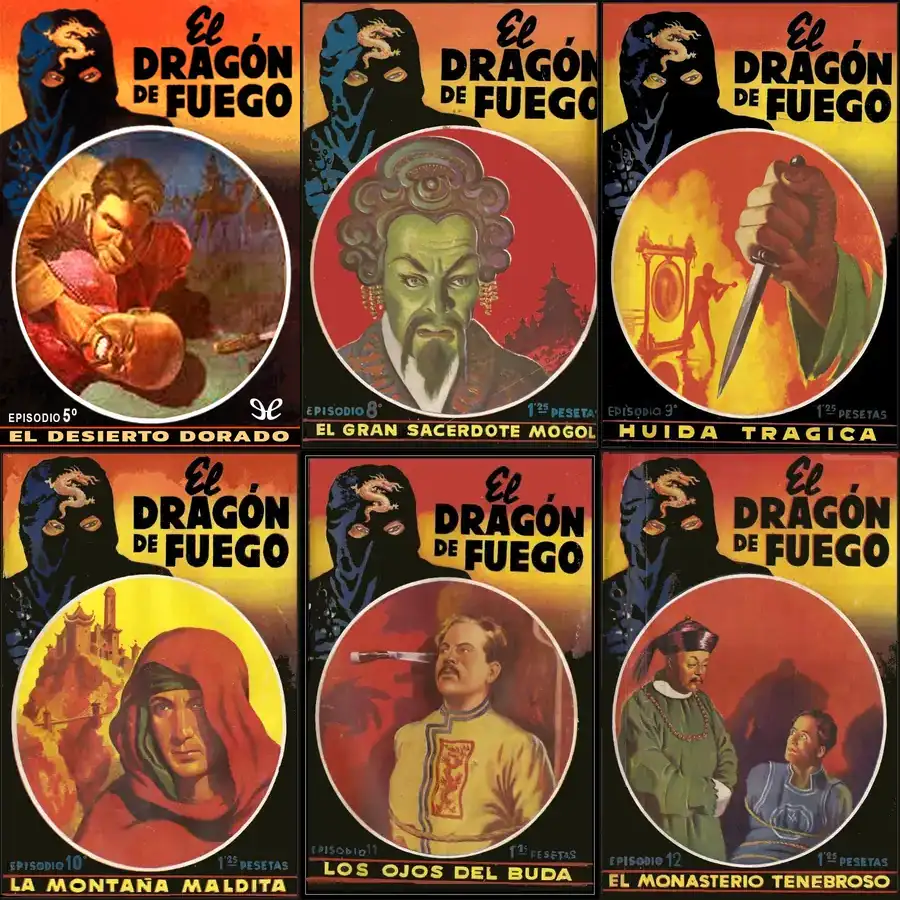 El
DRAGÓN
DE FUEGO
EPISODIO 5º
EL DESIERTO DORADO
El
DRAGÓN
DE FUEGO
EPISODIO 8º
1'25 PESETAS
EL GRAN SACERDOTE MOGOL
El
DRAGÓN
DE FUEGO
EPISODIO 9º
1'25 PESETAS
HUIDA TRAGICA
El
DRAGÓN
DE FUEGO
EPISODIO 10º
1'25 PESETAS
LA MONTAÑA MALDITA
El
DRAGÓN
DE FUEGO
EPISODIO 11
1'25 PESETAS
LOS OJOS DEL BUDA
El
DRAGÓN
DE FUEGO
EPISODIO 12
1'25 PESETAS
EL MONASTERIO TENEBROSO